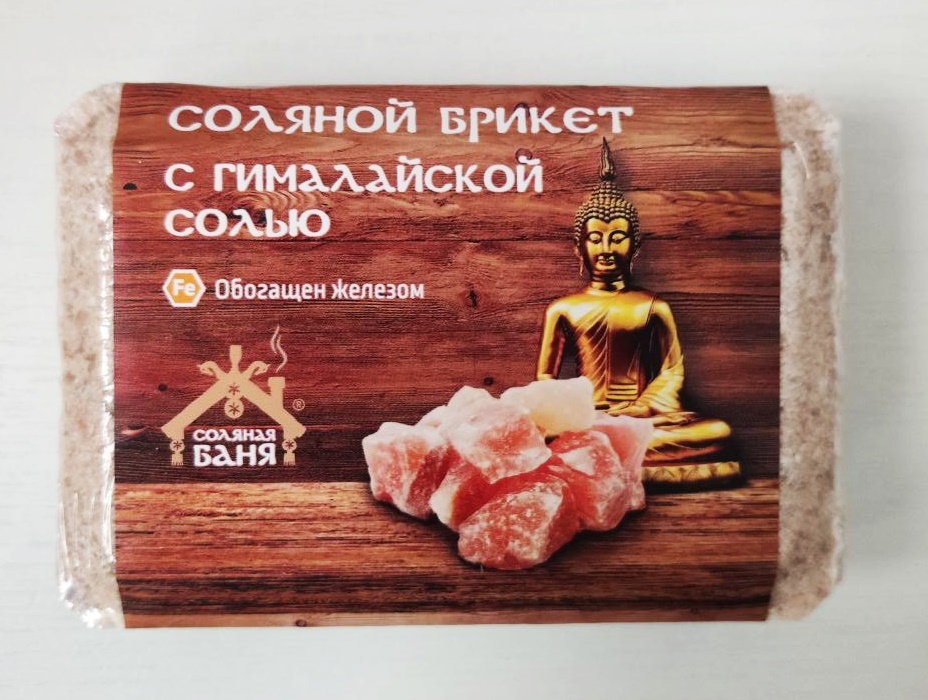 СОЛЯНОЙ БРИКЕТ
С ГИМАЛАЙСКОЙ
СОЛЬЮ
Fe Обогащен железом
®
СОЛЯНАЯ
БАНЯ